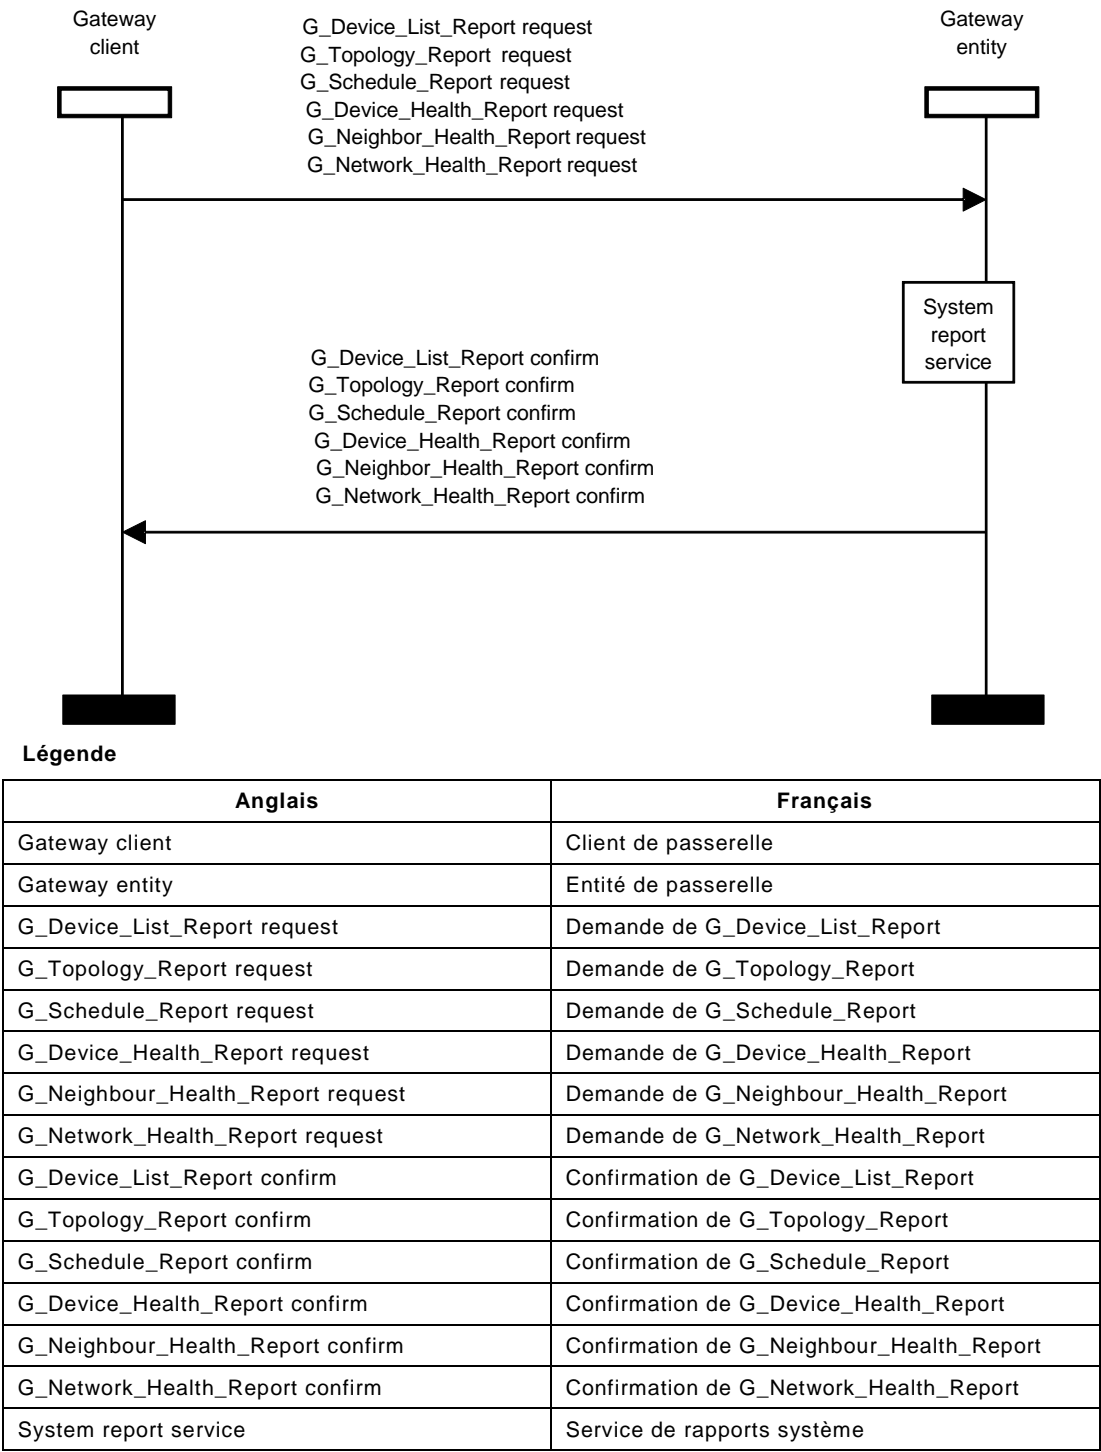 Gateway
client
G_Device_List_Report request
G_Topology_Report request
G_Schedule_Report request
G_Device_Health_Report request
G_Neighbor_Health_Report request
G_Network_Health_Report request
Gateway
entity
System
report
service
G_Device_List_Report confirm
G_Topology_Report confirm
G_Schedule_Report confirm
G_Device_Health_Report confirm
G_Neighbor_Health_Report confirm
G_Network_Health_Report confirm
Légende
Anglais Français
Gateway client Client de passerelle
Gateway entity Entité de passerelle
G_Device_List_Report request Demande de G_Device_List_Report
G_Topology_Report request Demande de G_Topology_Report
G_Schedule_Report request Demande de G_Schedule_Report
G_Device_Health_Report request Demande de G_Device_Health_Report
G_Neighbour_Health_Report request Demande de G_Neighbour_Health_Report
G_Network_Health_Report request Demande de G_Network_Health_Report
G_Device_List_Report confirm Confirmation de G_Device_List_Report
G_Topology_Report confirm Confirmation de G_Topology_Report
G_Schedule_Report confirm Confirmation de G_Schedule_Report
G_Device_Health_Report confirm Confirmation de G_Device_Health_Report
G_Neighbour_Health_Report confirm Confirmation de G_Neighbour_Health_Report
G_Network_Health_Report confirm Confirmation de G_Network_Health_Report
System report service Service de rapports système